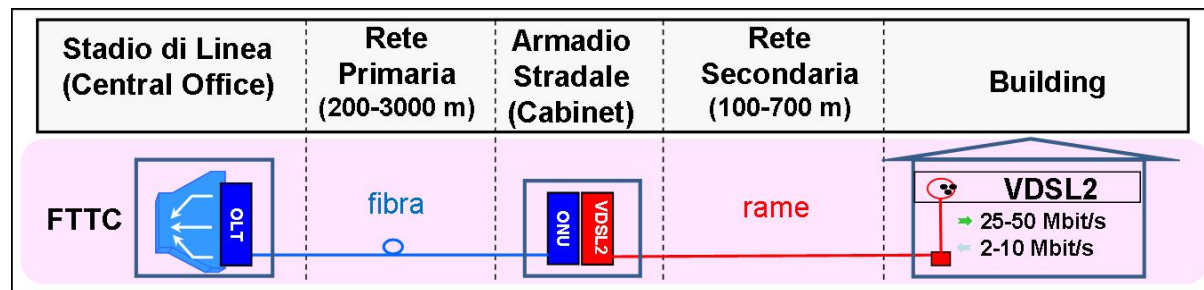 Stadio di Linea
(Central Office)
Rete
Primaria
(200-3000 m)
Armadio
Stradale
(Cabinet)
Rete
Secondaria
(100-700 m)
Building
FTTC
OLT
fibra
ONU
VDSL2
rame
VDSL2
25-50 Mbit/s
2-10 Mbit/s